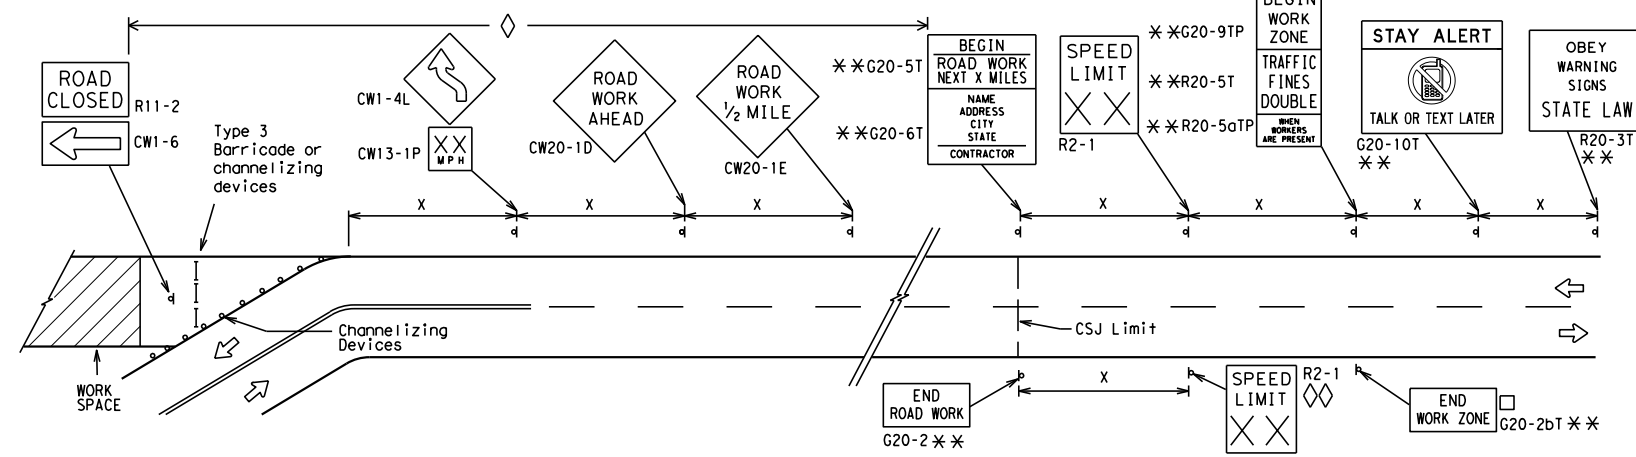 ROAD
CLOSED
R11-2
CW1-6
Type 3
Barricade or
channelizing
devices
CW1-4L
CW13-1P
XX
MPH
ROAD
WORK
AHEAD
CW20-1D
ROAD
WORK
1/2 MILE
CW20-1E
**G20-5T
**G20-6T
BEGIN
ROAD WORK
NEXT X MILES
NAME
ADDRESS
CITY
STATE
CONTRACTOR
SPEED
LIMIT
XX
R2-1
**G20-9TP
**R20-5T
**R20-5aTP
BEGIN
WORK
ZONE
TRAFFIC
FINES
DOUBLE
WHEN
WORKERS
ARE PRESENT
STAY ALERT
TALK OR TEXT LATER
G20-10T
**
OBEY
WARNING
SIGNS
STATE LAW
R20-3T
**
X
X
X
X
X
X
X
Channelizing
Devices
CSJ Limit
WORK
SPACE
END
ROAD WORK
G20-2 **
X
SPEED
LIMIT
XX
R2-1
END
WORK ZONE
G20-2bT **